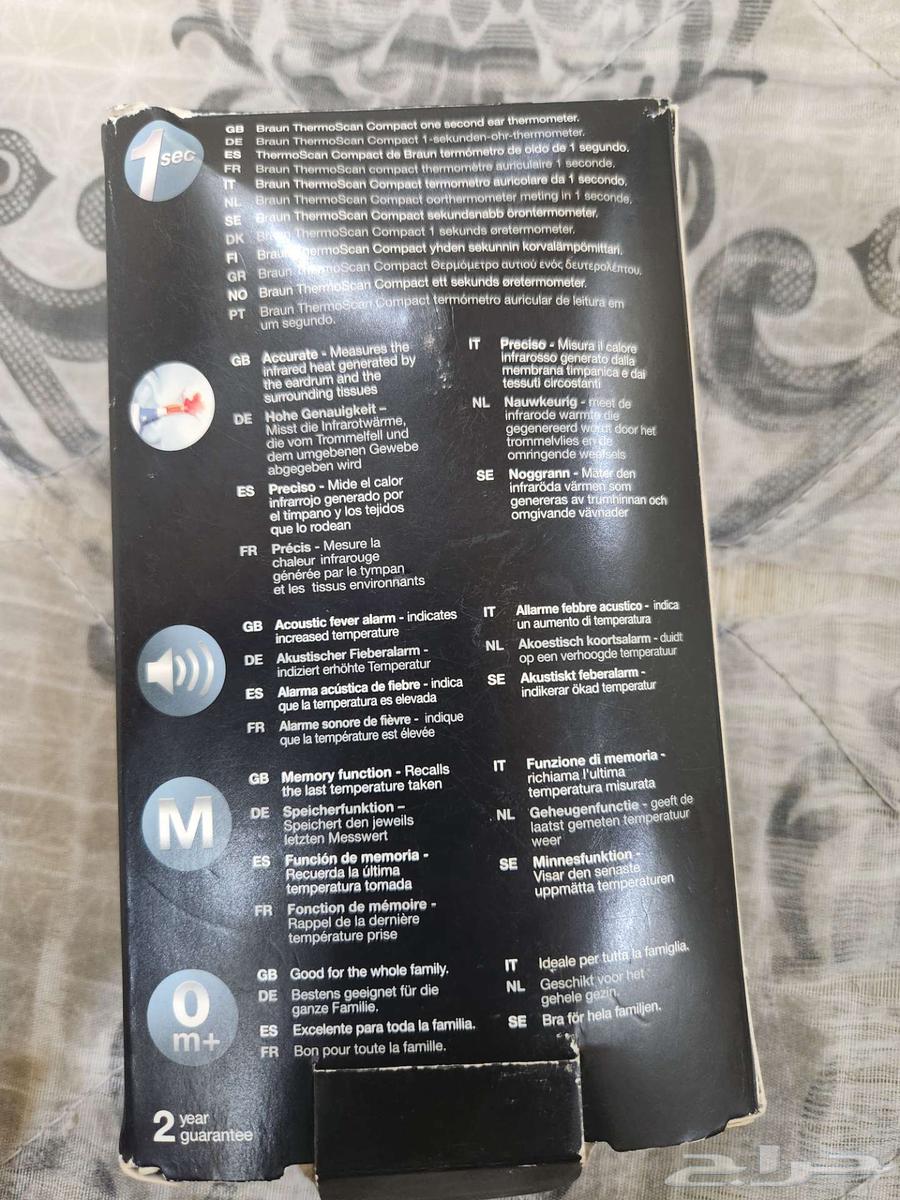 1 sec
GB Braun ThermoScan Compact one second ear thermometer.
DE Braun ThermoScan Compact 1-sekunden-ohr-thermometer.
ES ThermoScan Compact de Braun termómetro de oído de 1 segundo.
FR Braun ThermoScan compact thermomètre auriculaire 1 seconde.
IT Braun ThermoScan Compact termometro auricolare da 1 secondo.
NL Braun ThermoScan Compact oorthermometer meting in 1 seconde.
SE Braun ThermoScan Compact sekundsnabb örontermometer.
DK Braun ThermoScan Compact 1 sekunds øretermometer.
FI Braun ThermoScan Compact yhden sekunnin korvalämpömittari.
GR Braun ThermoScan Compact Θερμόμετρο αυτιού ενός δευτερολέπτου.
NO Braun ThermoScan Compact ett sekunds øretermometer.
PT Braun ThermoScan Compact termómetro auricular de leitura em
um segundo.
GB Accurate - Measures the
infrared heat generated by
the eardrum and the
surrounding tissues
DE Hohe Genauigkeit –
Misst die Infrarotwärme,
die vom Trommelfell und
dem umgebenen Gewebe
abgegeben wird
ES Preciso - Mide el calor
infrarrojo generado por
el tímpano y los tejidos
que lo rodean
FR Précis - Mesure la
chaleur infrarouge
générée par le tympan
et les tissus environnants
IT Preciso - Misura il calore
infrarosso generato dalla
membrana timpanica e dai
tessuti circostanti
NL Nauwkeurig - meet de
infrarode warmte die
gegenereerd wordt door het
trommelvlies en de
omringende weefsels
SE Noggrann - Mäter den
infraröda värmen som
genereras av trumhinnan och
omgivande vävnader
GB Acoustic fever alarm - indicates
increased temperature
DE Akustischer Fieberalarm -
indiziert erhöhte Temperatur
ES Alarma acústica de fiebre - indica
que la temperatura es elevada
FR Alarme sonore de fièvre - indique
que la température est élevée
IT Allarme febbre acustico - indica
un aumento di temperatura
NL Akoestisch koortsalarm - duidt
op een verhoogde temperatuur
SE Akustiskt feberalarm -
indikerar ökad temperatur
M
GB Memory function - Recalls
the last temperature taken
DE Speicherfunktion –
Speichert den jeweils
letzten Messwert
ES Función de memoria -
Recuerda la última
temperatura tomada
FR Fonction de mémoire -
Rappel de la dernière
température prise
IT Funzione di memoria -
richiama l'ultima
temperatura misurata
NL Geheugenfunctie - geeft de
laatst gemeten temperatuur
weer
SE Minnesfunktion -
Visar den senaste
uppmätta temperaturen
0
m+
GB Good for the whole family.
DE Bestens geeignet für die
ganze Familie.
ES Excelente para toda la familia.
FR Bon pour toute la famille.
IT Ideale per tutta la famiglia.
NL Geschikt voor het
gehele gezin.
SE Bra för hela familjen.
2 year
guarantee
حراج